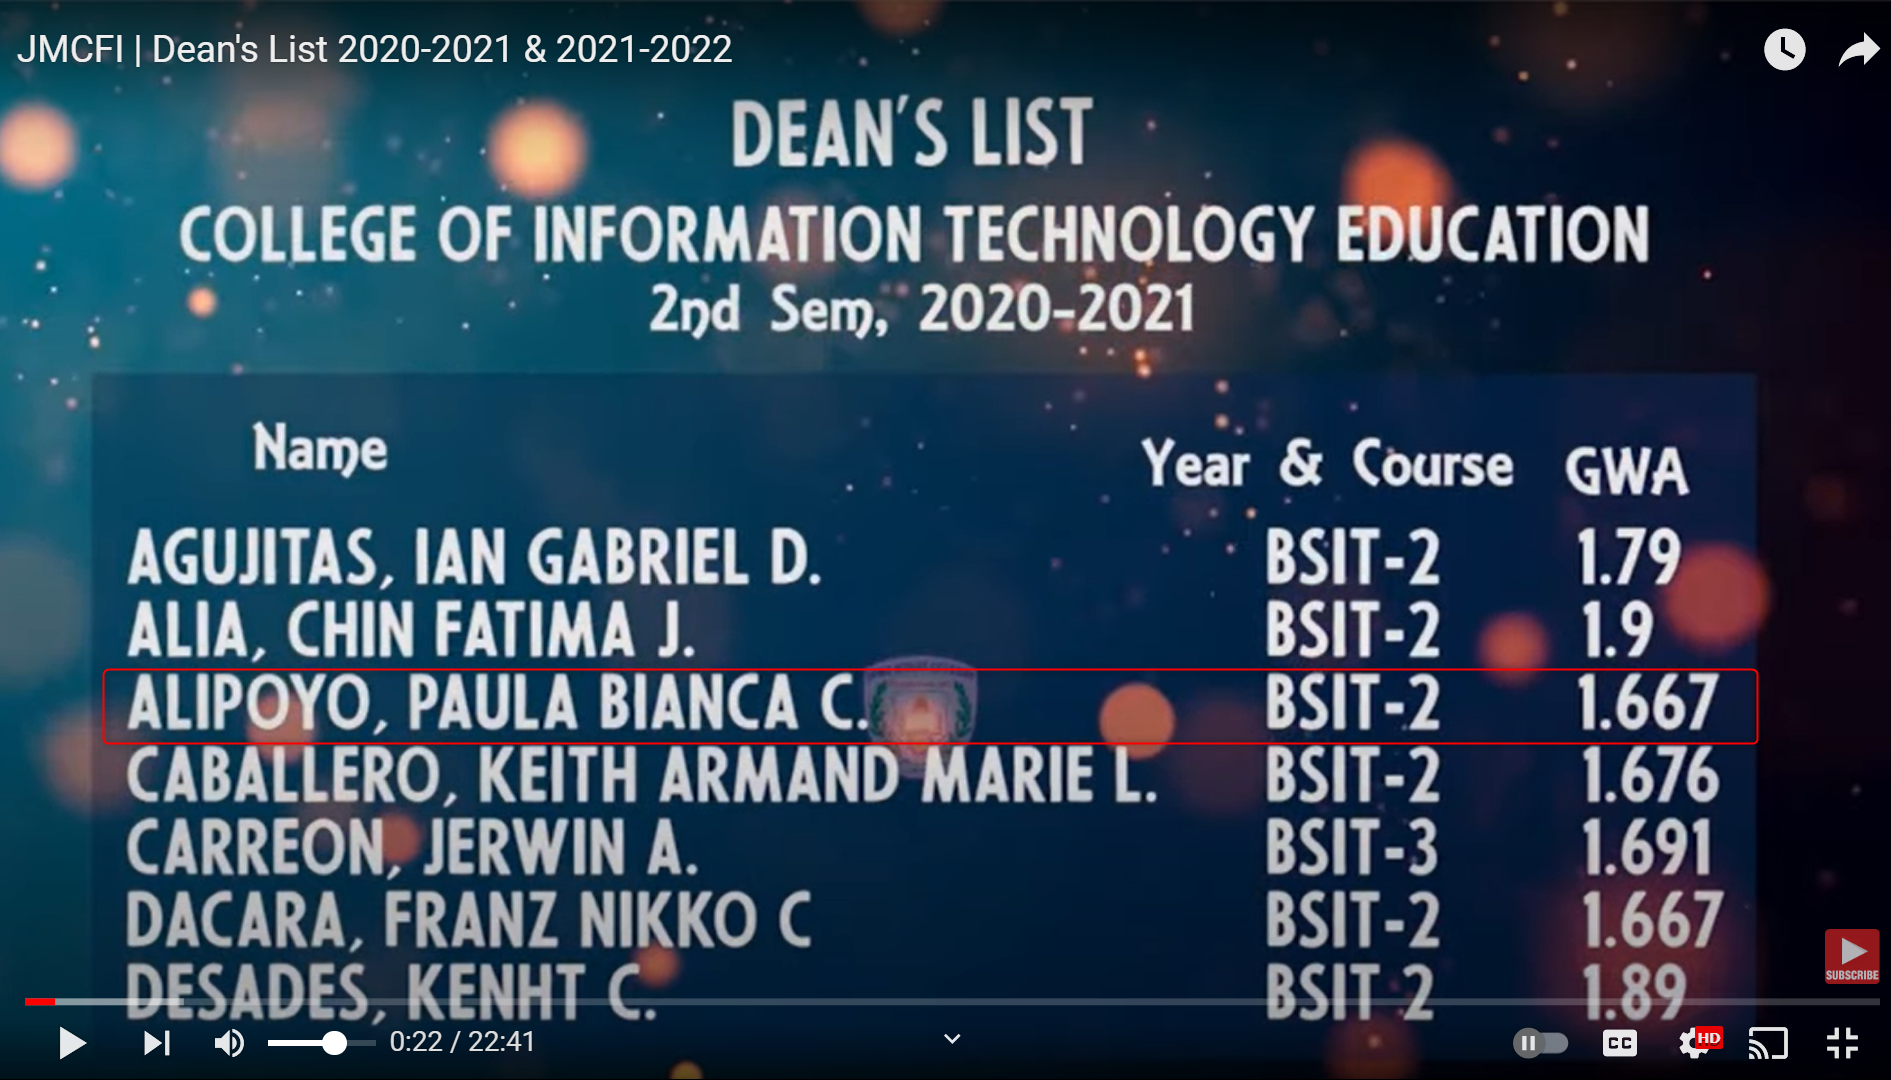 JMCFI | Dean's List 2020-2021 & 2021-2022
DEAN'S LIST
COLLEGE OF INFORMATION TECHNOLOGY EDUCATION
2nd Sem, 2020-2021
Name Year & Course GWA
AGUJITAS, IAN GABRIEL D. BSIT-2 1.79
ALIA, CHIN FATIMA J. BSIT-2 1.9
ALIPOYO, PAULA BIANCA C. BSIT-2 1.667
CABALLERO, KEITH ARMAND MARIE L. BSIT-2 1.676
CARREON, JERWIN A. BSIT-3 1.691
DACARA, FRANZ NIKKO C BSIT-2 1.667
DESADES, KENHT C. BSIT 2 1.89
SUBSCRIBE
0:22 / 22:41 CC HD